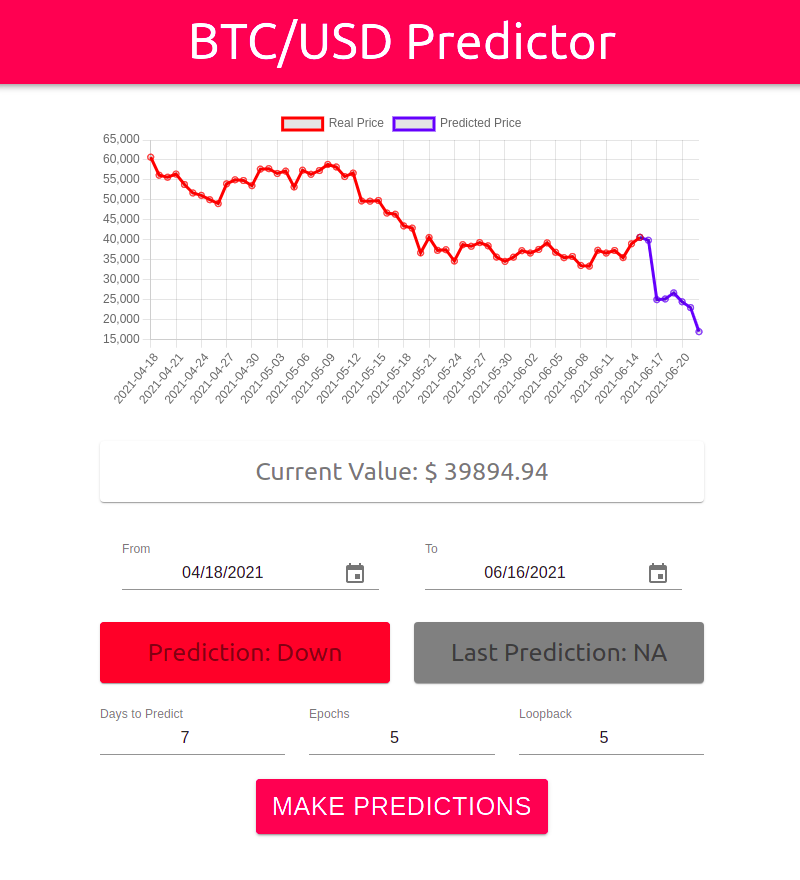 BTC/USD Predictor
Real Price Predicted Price
65,000
60,000
55,000
50,000
45,000
40,000
35,000
30,000
25,000
20,000
15,000
2021-04-18 2021-04-21 2021-04-24 2021-04-27 2021-04-30 2021-05-03 2021-05-06 2021-05-09 2021-05-12 2021-05-15 2021-05-18 2021-05-21 2021-05-24 2021-05-27 2021-05-30 2021-06-02 2021-06-05 2021-06-08 2021-06-11 2021-06-14 2021-06-17 2021-06-20
Current Value: $ 39894.94
From To
04/18/2021 06/16/2021
Prediction: Down Last Prediction: NA
Days to Predict Epochs Loopback
7 5 5
MAKE PREDICTIONS